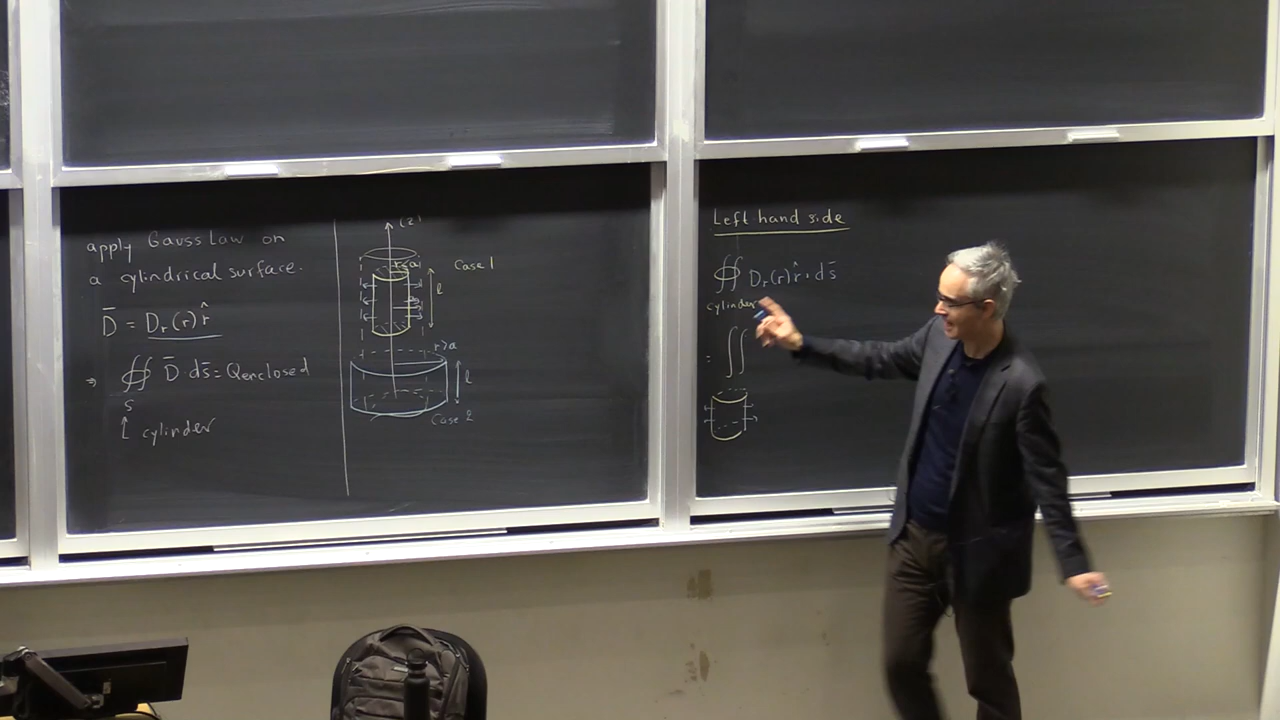 apply Gauss Law on
a cylindrical surface.
D̄ = Dr(r) r̂
⇒ ∯ D̄ · ds̄ = Qenclosed
S
↑
cylinder
(z)
r<a
Case 1
l
r>a
l
Case 2
Left hand side
∯ Dr(r) r̂ · ds̄
cylinder
= ∬